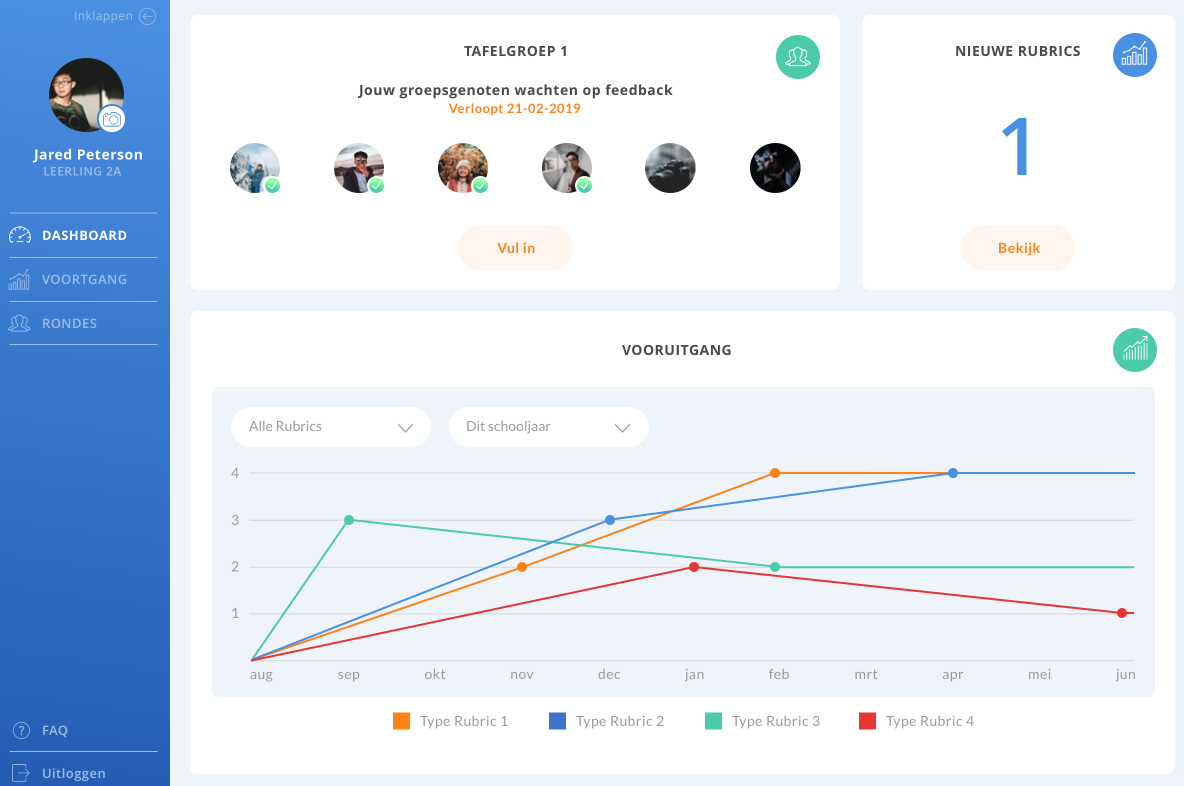 Inklappen
Jared Peterson
LEERLING 2A
DASHBOARD
VOORTGANG
RONDES
FAQ
Uitloggen
TAFELGROEP 1
Jouw groepsgenoten wachten op feedback
Verloopt 21-02-2019
Vul in
NIEUWE RUBRICS
1
Bekijk
VOORUITGANG
Alle Rubrics
Dit schooljaar
4
3
2
1
aug sep okt nov dec jan feb mrt apr mei jun
Type Rubric 1 Type Rubric 2 Type Rubric 3 Type Rubric 4